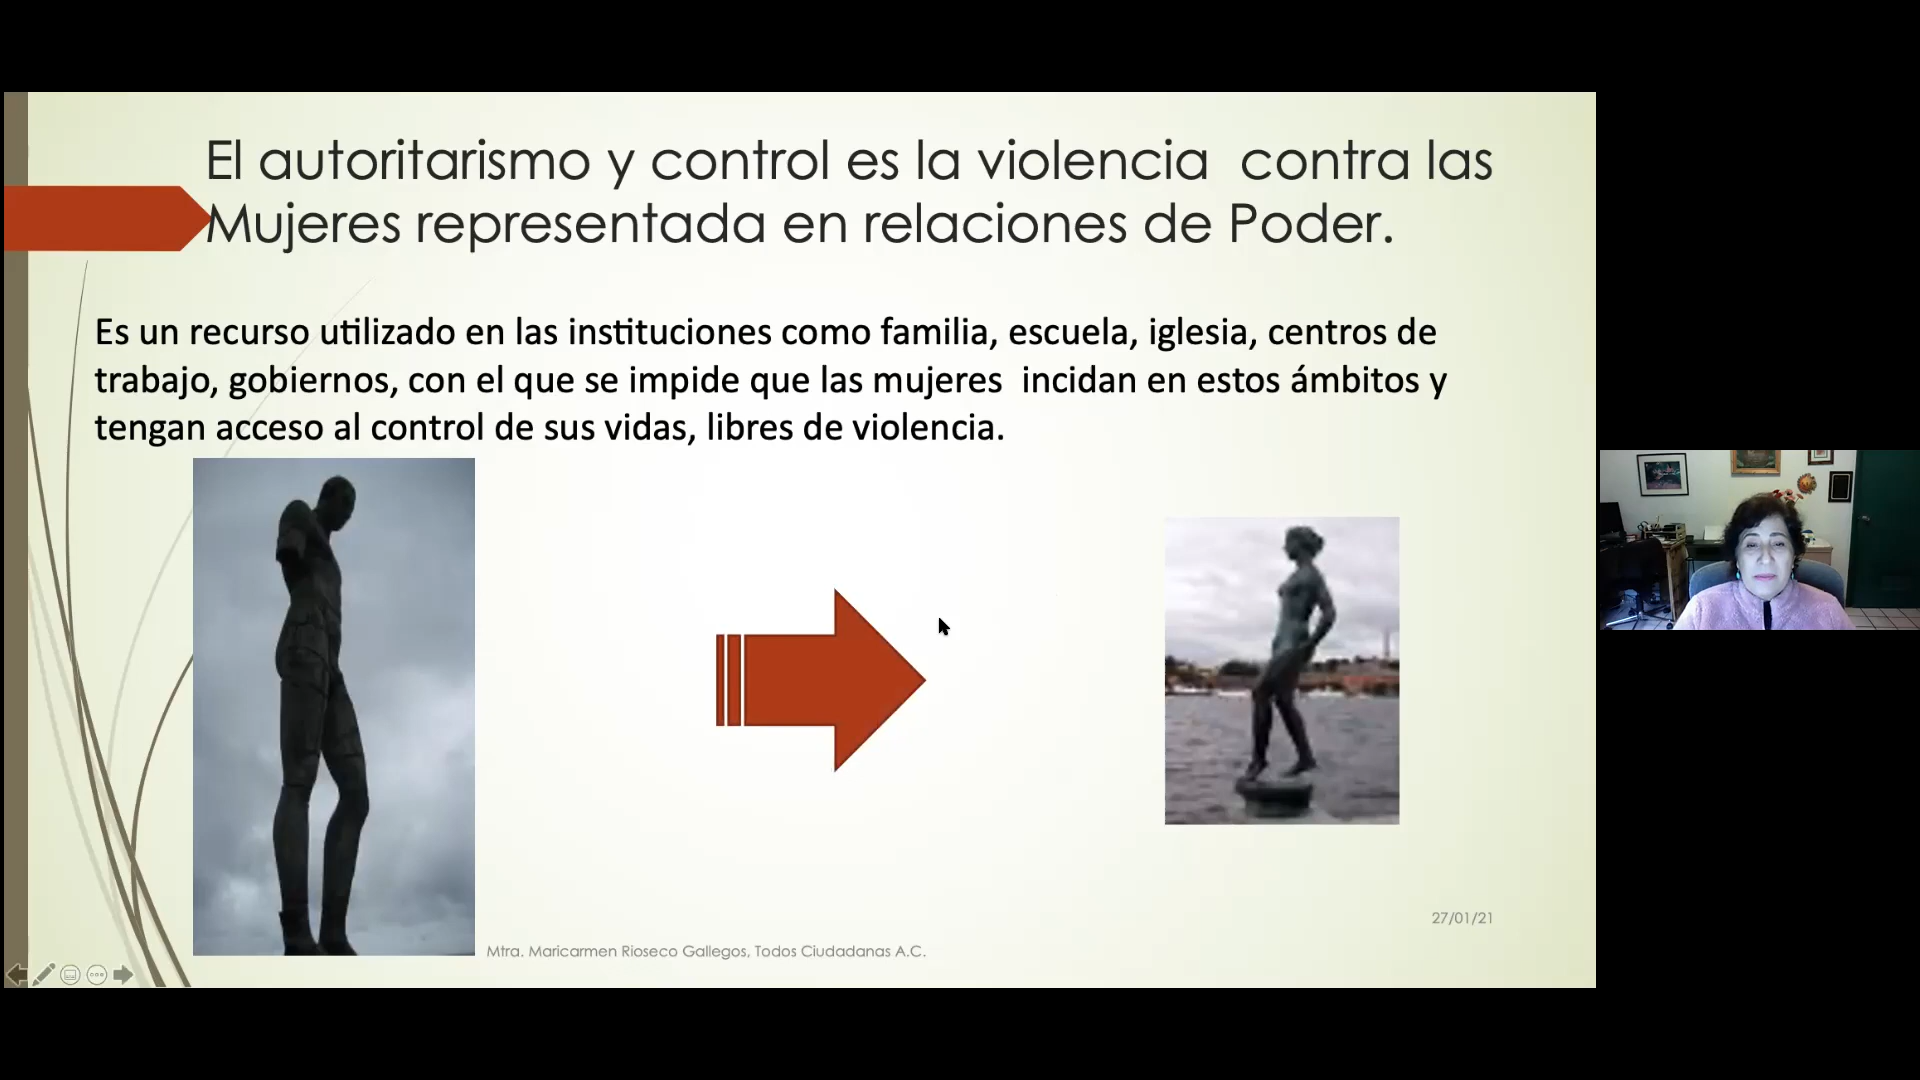 El autoritarismo y control es la violencia  contra las
Mujeres representada en relaciones de Poder.
Es un recurso utilizado en las instituciones como familia, escuela, iglesia, centros de
trabajo, gobiernos, con el que se impide que las mujeres  incidan en estos ámbitos y
tengan acceso al control de sus vidas, libres de violencia.
27/01/21
Mtra. Maricarmen Rioseco Gallegos, Todos Ciudadanas A.C.